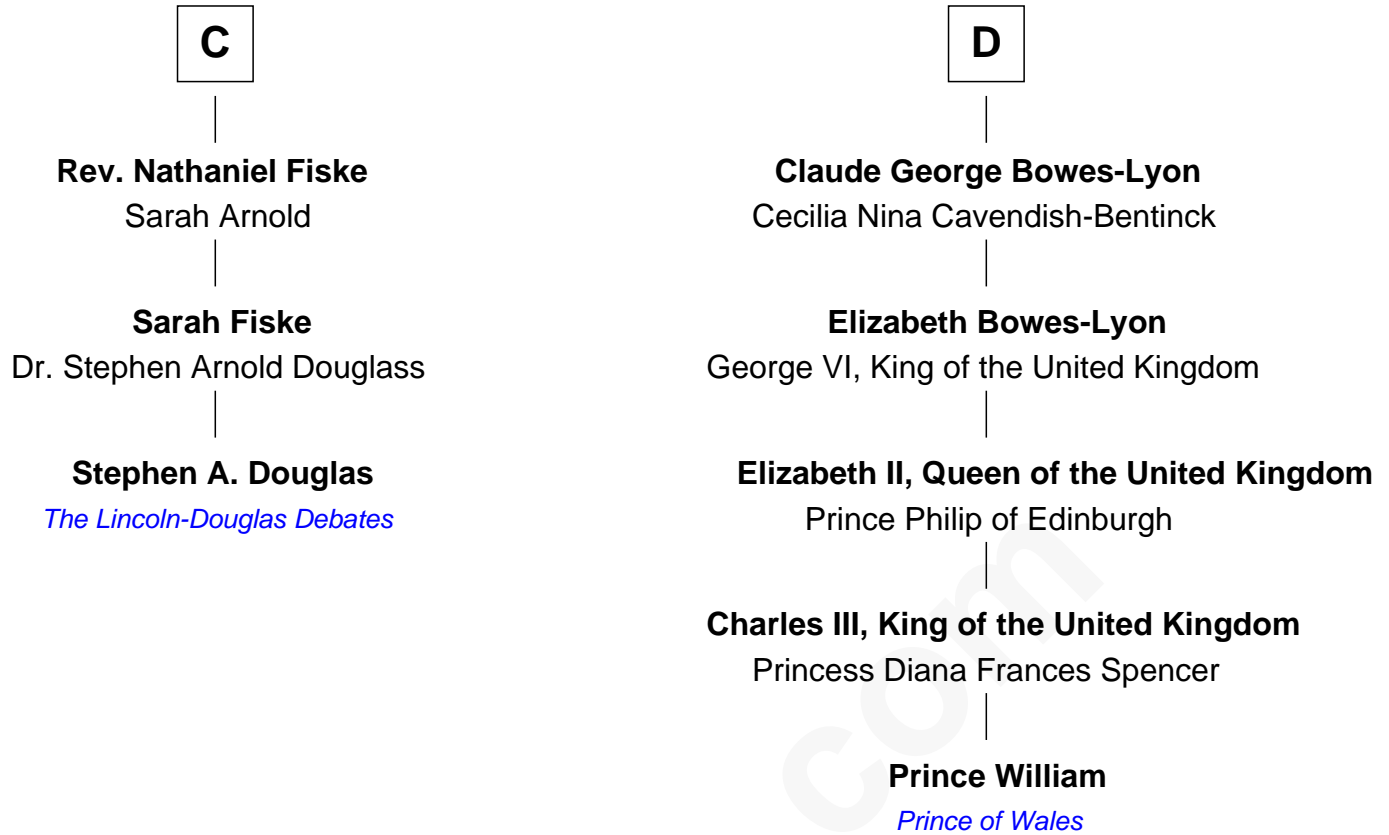 C
Rev. Nathaniel Fiske
Sarah Arnold
Sarah Fiske
Dr. Stephen Arnold Douglass
Stephen A. Douglas
The Lincoln-Douglas Debates
D
Claude George Bowes-Lyon
Cecilia Nina Cavendish-Bentinck
Elizabeth Bowes-Lyon
George VI, King of the United Kingdom
Elizabeth II, Queen of the United Kingdom
Prince Philip of Edinburgh
Charles III, King of the United Kingdom
Princess Diana Frances Spencer
Prince William
Prince of Wales
com